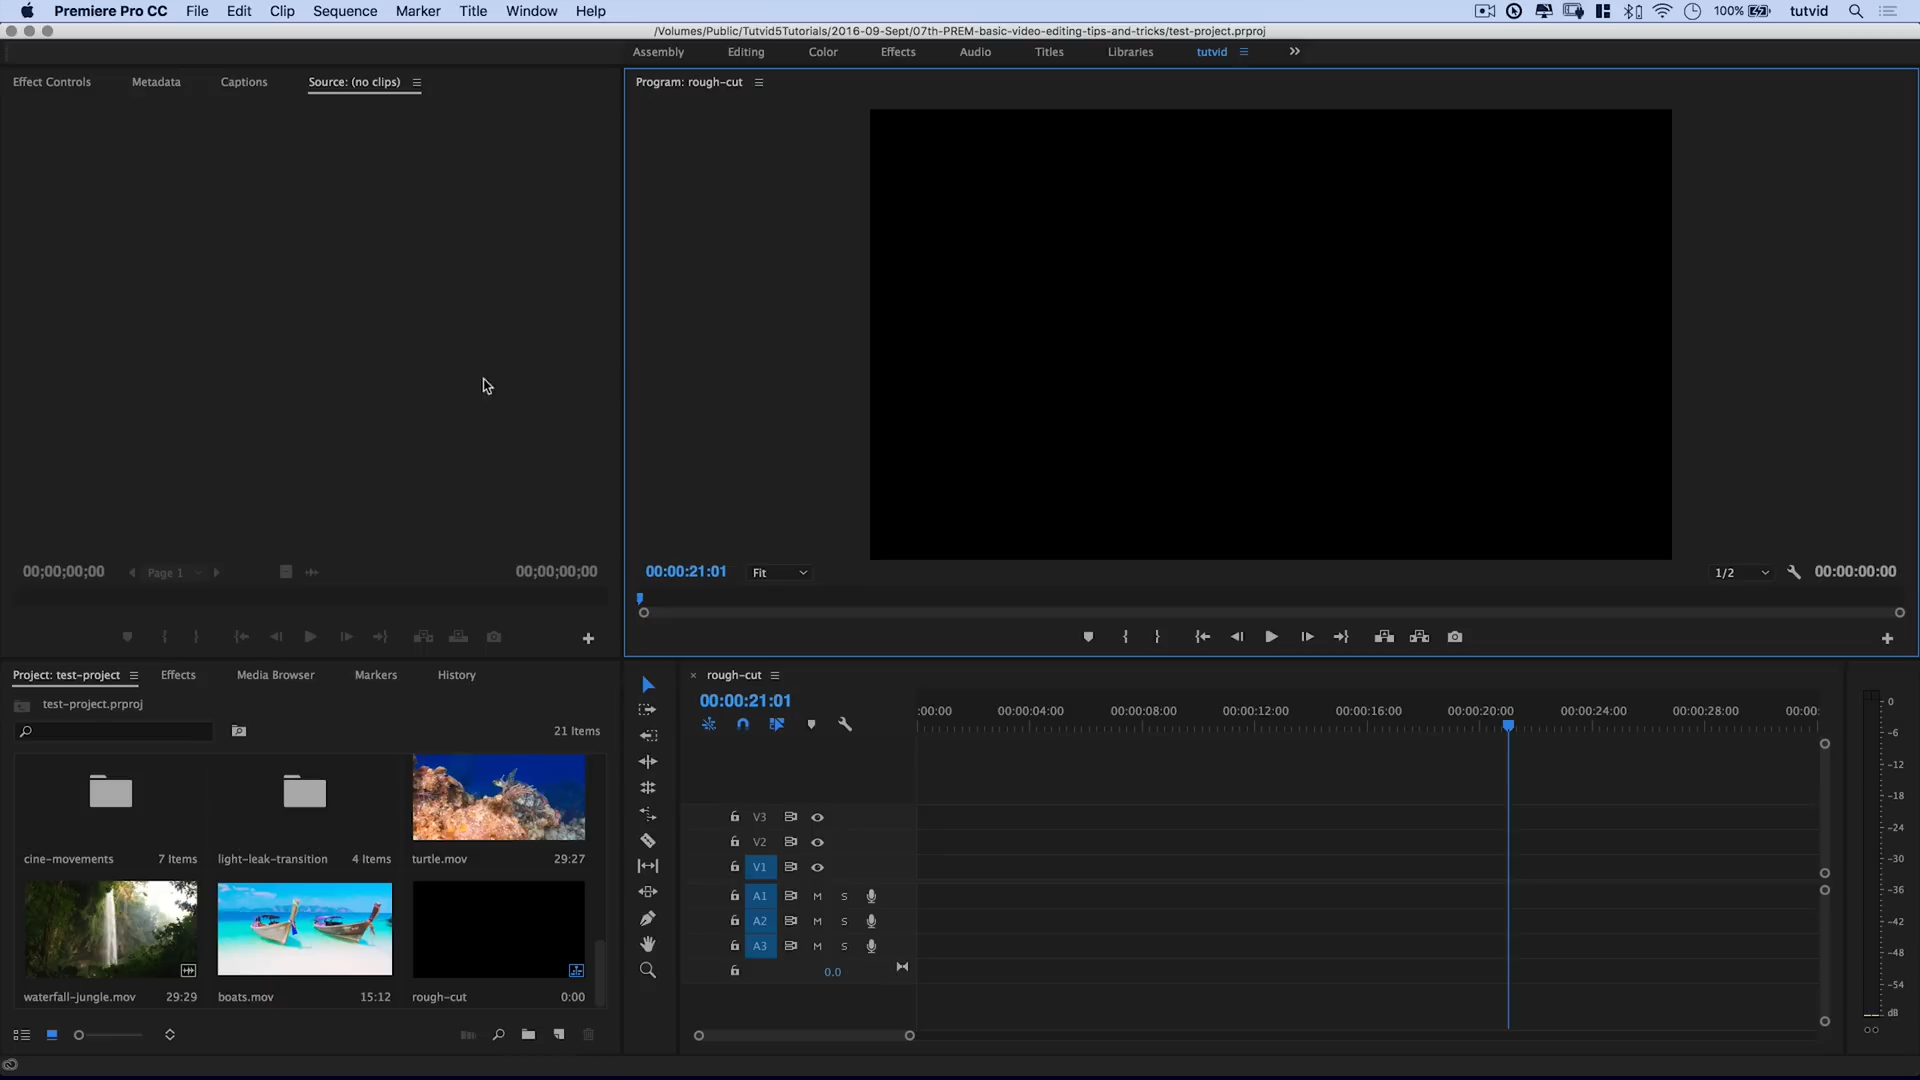 Premiere Pro CC File Edit Clip Sequence Marker Title Window Help 100% tutvid
/Volumes/Public/Tutvid5Tutorials/2016-09-Sept/07th-PREM-basic-video-editing-tips-and-tricks/test-project.prproj
Assembly Editing Color Effects Audio Titles Libraries tutvid
Effect Controls Metadata Captions Source: (no clips)
Program: rough-cut
00;00;00;00 Page 1 00;00;00;00
00:00:21:01 Fit 1/2 00:00:00:00
Project: test-project Effects Media Browser Markers History
test-project.prproj
21 Items
cine-movements 7 Items light-leak-transition 4 Items turtle.mov 29:27
waterfall-jungle.mov 29:29 boats.mov 15:12 rough-cut 0:00
× rough-cut
00:00:21:01
:00:00 00:00:04:00 00:00:08:00 00:00:12:00 00:00:16:00 00:00:20:00 00:00:24:00 00:00:28:00 00:00:
V3
V2
V1
A1 M S
A2 M S
A3 M S
0.0
0
-6
-12
-18
-24
-30
-36
-42
-48
-54
dB